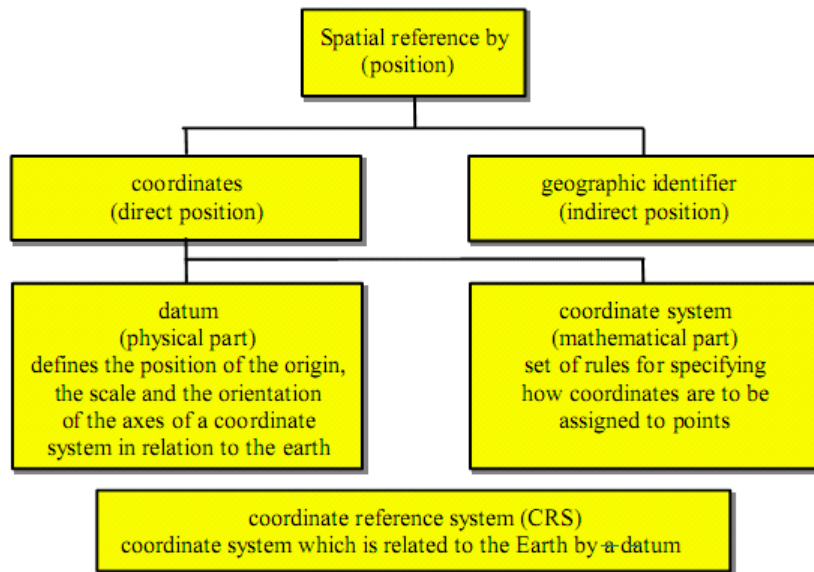 Spatial reference by
(position)
coordinates
(direct position)
geographic identifier
(indirect position)
datum
(physical part)
defines the position of the origin,
the scale and the orientation
of the axes of a coordinate
system in relation to the earth
coordinate system
(mathematical part)
set of rules for specifying
how coordinates are to be
assigned to points
coordinate reference system (CRS)
coordinate system which is related to the Earth by a datum